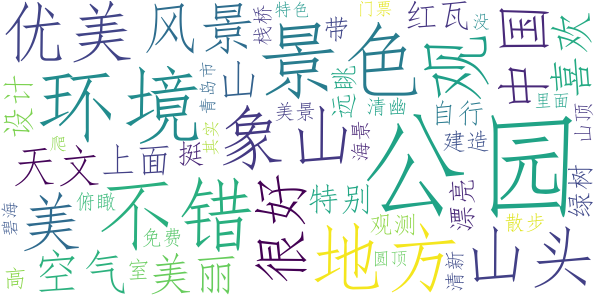 优美
风景
栈桥
特色
带
门票
红瓦
没
中国
喜欢
设计
环境
青岛市
山
景色
远眺
观
里面
美景
清幽
海景
自行
建造
山顶
爬
天文
上面
挺
其实
象山
公园
绿树
碧海
美
俯瞰
不错
免费
很好
特别
观测
漂亮
散步
高
空气
室
美丽
地方
圆顶
清新
山头